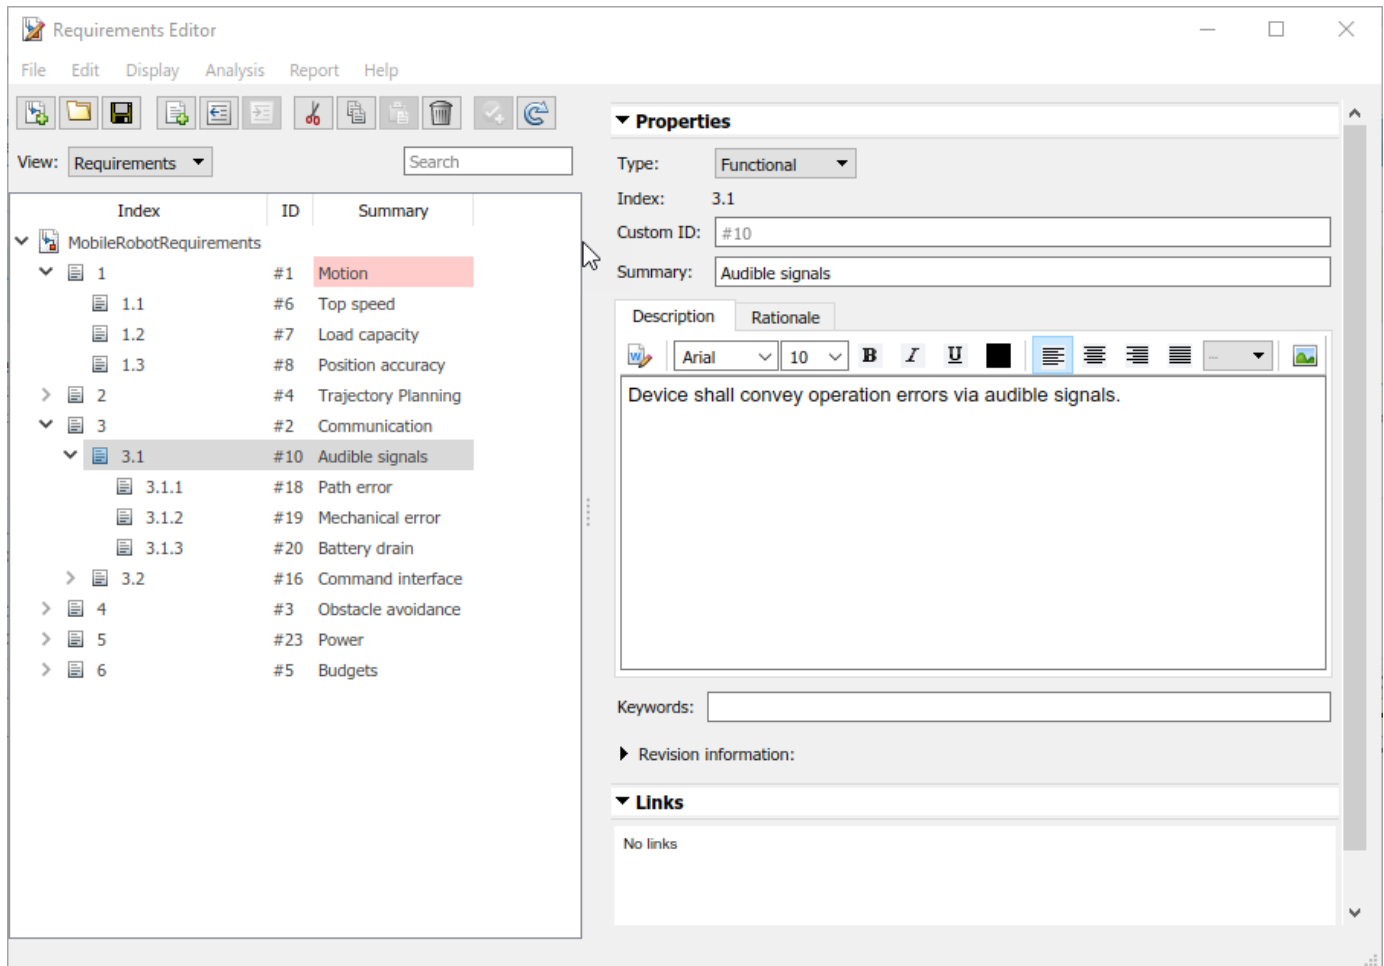 Requirements Editor
File Edit Display Analysis Report Help
View: Requirements Search
Index ID Summary
MobileRobotRequirements
1 #1 Motion
1.1 #6 Top speed
1.2 #7 Load capacity
1.3 #8 Position accuracy
2 #4 Trajectory Planning
3 #2 Communication
3.1 #10 Audible signals
3.1.1 #18 Path error
3.1.2 #19 Mechanical error
3.1.3 #20 Battery drain
3.2 #16 Command interface
4 #3 Obstacle avoidance
5 #23 Power
6 #5 Budgets
Properties
Type: Functional
Index: 3.1
Custom ID: #10
Summary: Audible signals
Description Rationale
Arial 10 B I U ...
Device shall convey operation errors via audible signals.
Keywords:
Revision information:
Links
No links